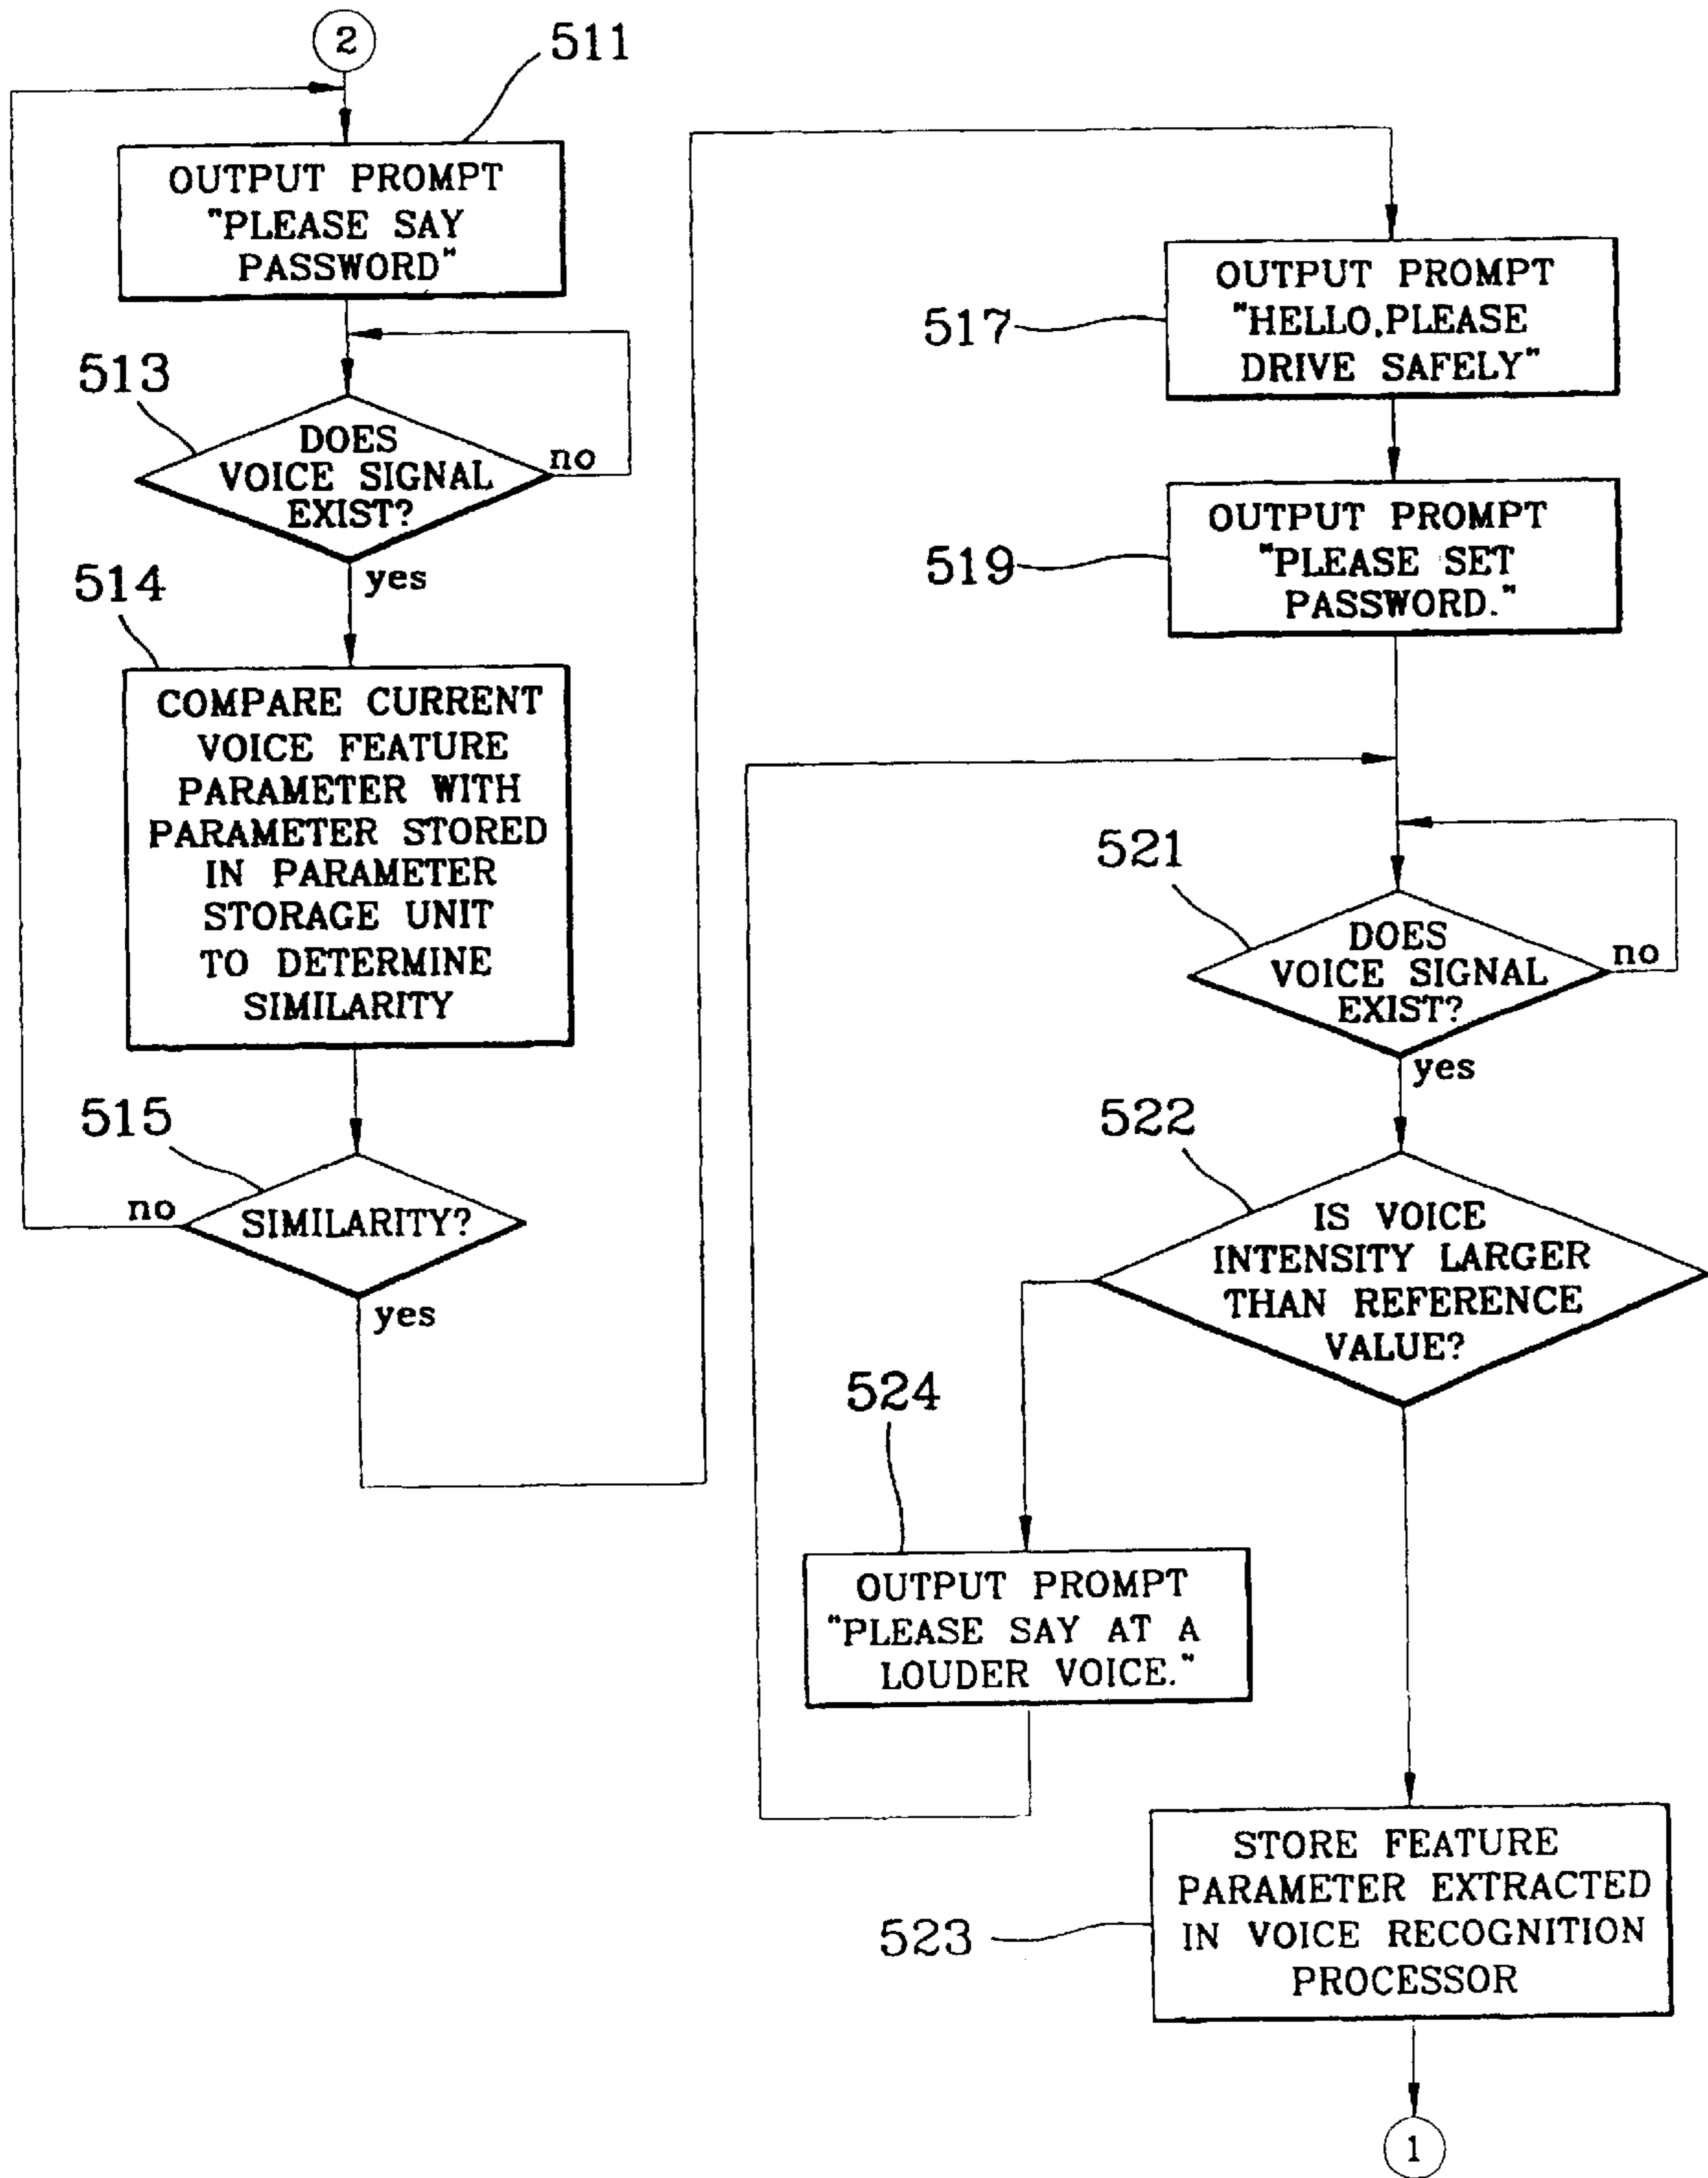 2
511
OUTPUT PROMPT
"PLEASE SAY
PASSWORD"
513
DOES
VOICE SIGNAL
EXIST?
no
yes
514
COMPARE CURRENT
VOICE FEATURE
PARAMETER WITH
PARAMETER STORED
IN PARAMETER
STORAGE UNIT
TO DETERMINE
SIMILARITY
515
no
SIMILARITY?
yes
517
OUTPUT PROMPT
"HELLO,PLEASE
DRIVE SAFELY"
519
OUTPUT PROMPT
"PLEASE SET
PASSWORD."
521
DOES
VOICE SIGNAL
EXIST?
no
yes
522
IS VOICE
INTENSITY LARGER
THAN REFERENCE
VALUE?
524
OUTPUT PROMPT
"PLEASE SAY AT A
LOUDER VOICE."
523
STORE FEATURE
PARAMETER EXTRACTED
IN VOICE RECOGNITION
PROCESSOR
1